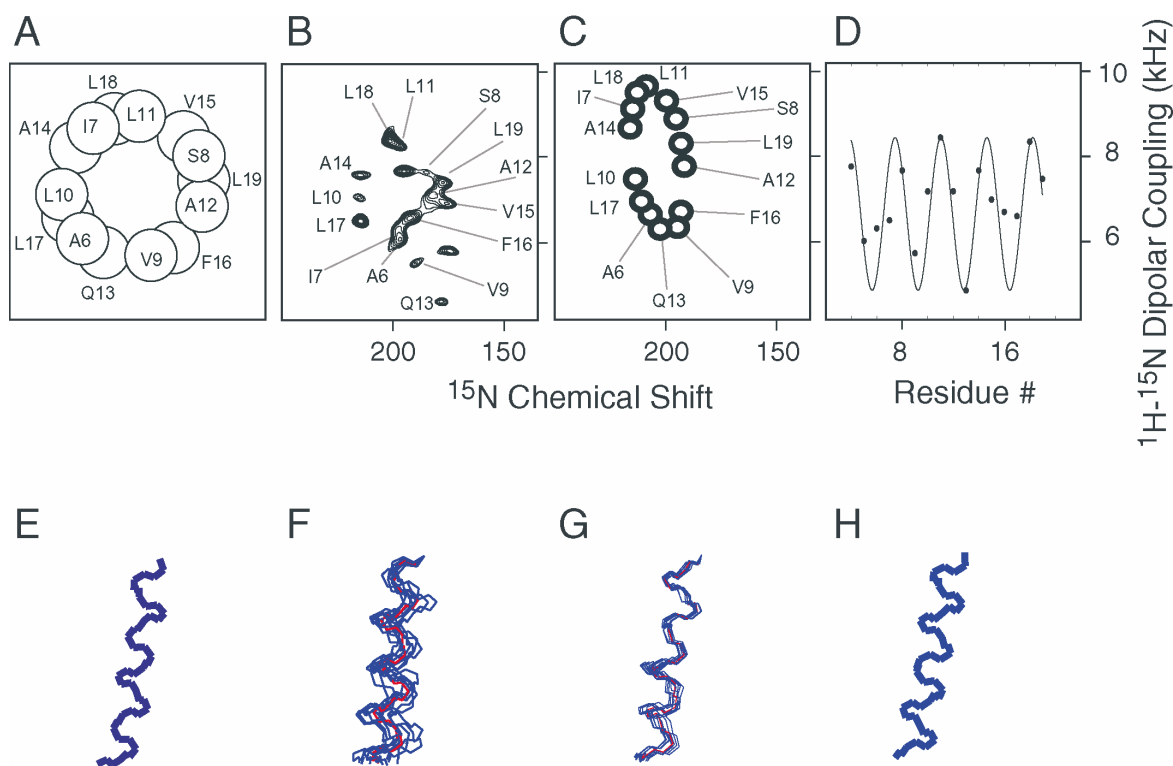 A
B
C
D
L18
L11
V15
I7
A14
S8
L10
L19
A12
L17
A6
V9
F16
Q13
L18
L11
S8
L19
A14
A12
L10
V15
L17
F16
I7
A6
V9
Q13
L18
L11
I7
V15
S8
A14
L19
L10
A12
L17
F16
A6
V9
Q13
10
8
6
200
150
200
150
8
16
15N Chemical Shift
Residue #
1H-15N Dipolar Coupling (kHz)
E
F
G
H